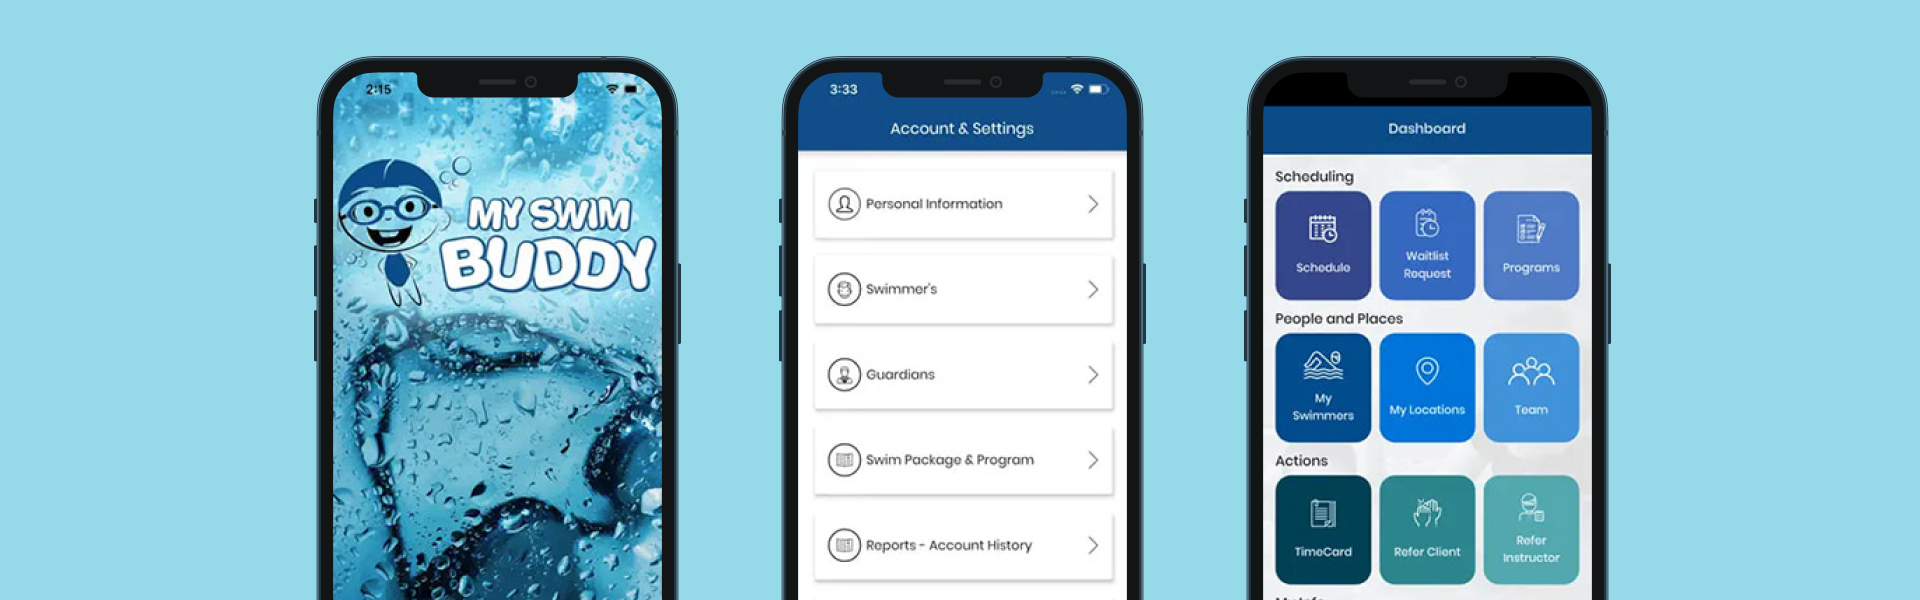 2:15
MY SWIM
BUDDY
3:33
Account & Settings
Personal Information
Swimmer's
Guardians
Swim Package & Program
Reports - Account History
Dashboard
Scheduling
Schedule
Waitlist
Request
Programs
People and Places
My
Swimmers
My Locations
Team
Actions
TimeCard
Refer Client
Refer
Instructor